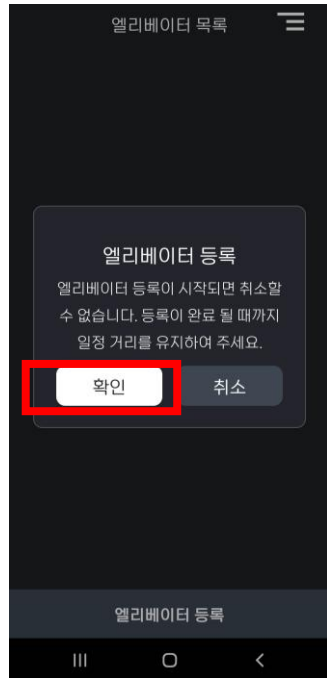 엘리베이터 목록
엘리베이터 등록
엘리베이터 등록이 시작되면 취소할
수 없습니다. 등록이 완료 될 때까지
일정 거리를 유지하여 주세요.
확인 취소
엘리베이터 등록